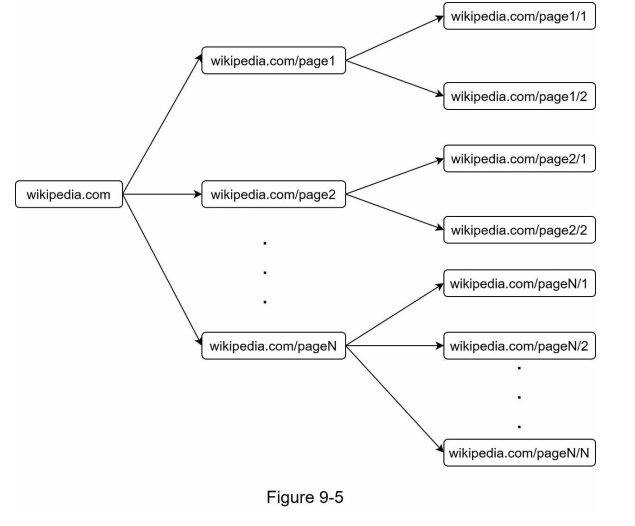 wikipedia.com/page1/1
wikipedia.com/page1
wikipedia.com/page1/2
wikipedia.com/page2/1
wikipedia.com
wikipedia.com/page2
wikipedia.com/page2/2
wikipedia.com/pageN/1
wikipedia.com/pageN
wikipedia.com/pageN/2
wikipedia.com/pageN/N
Figure 9-5